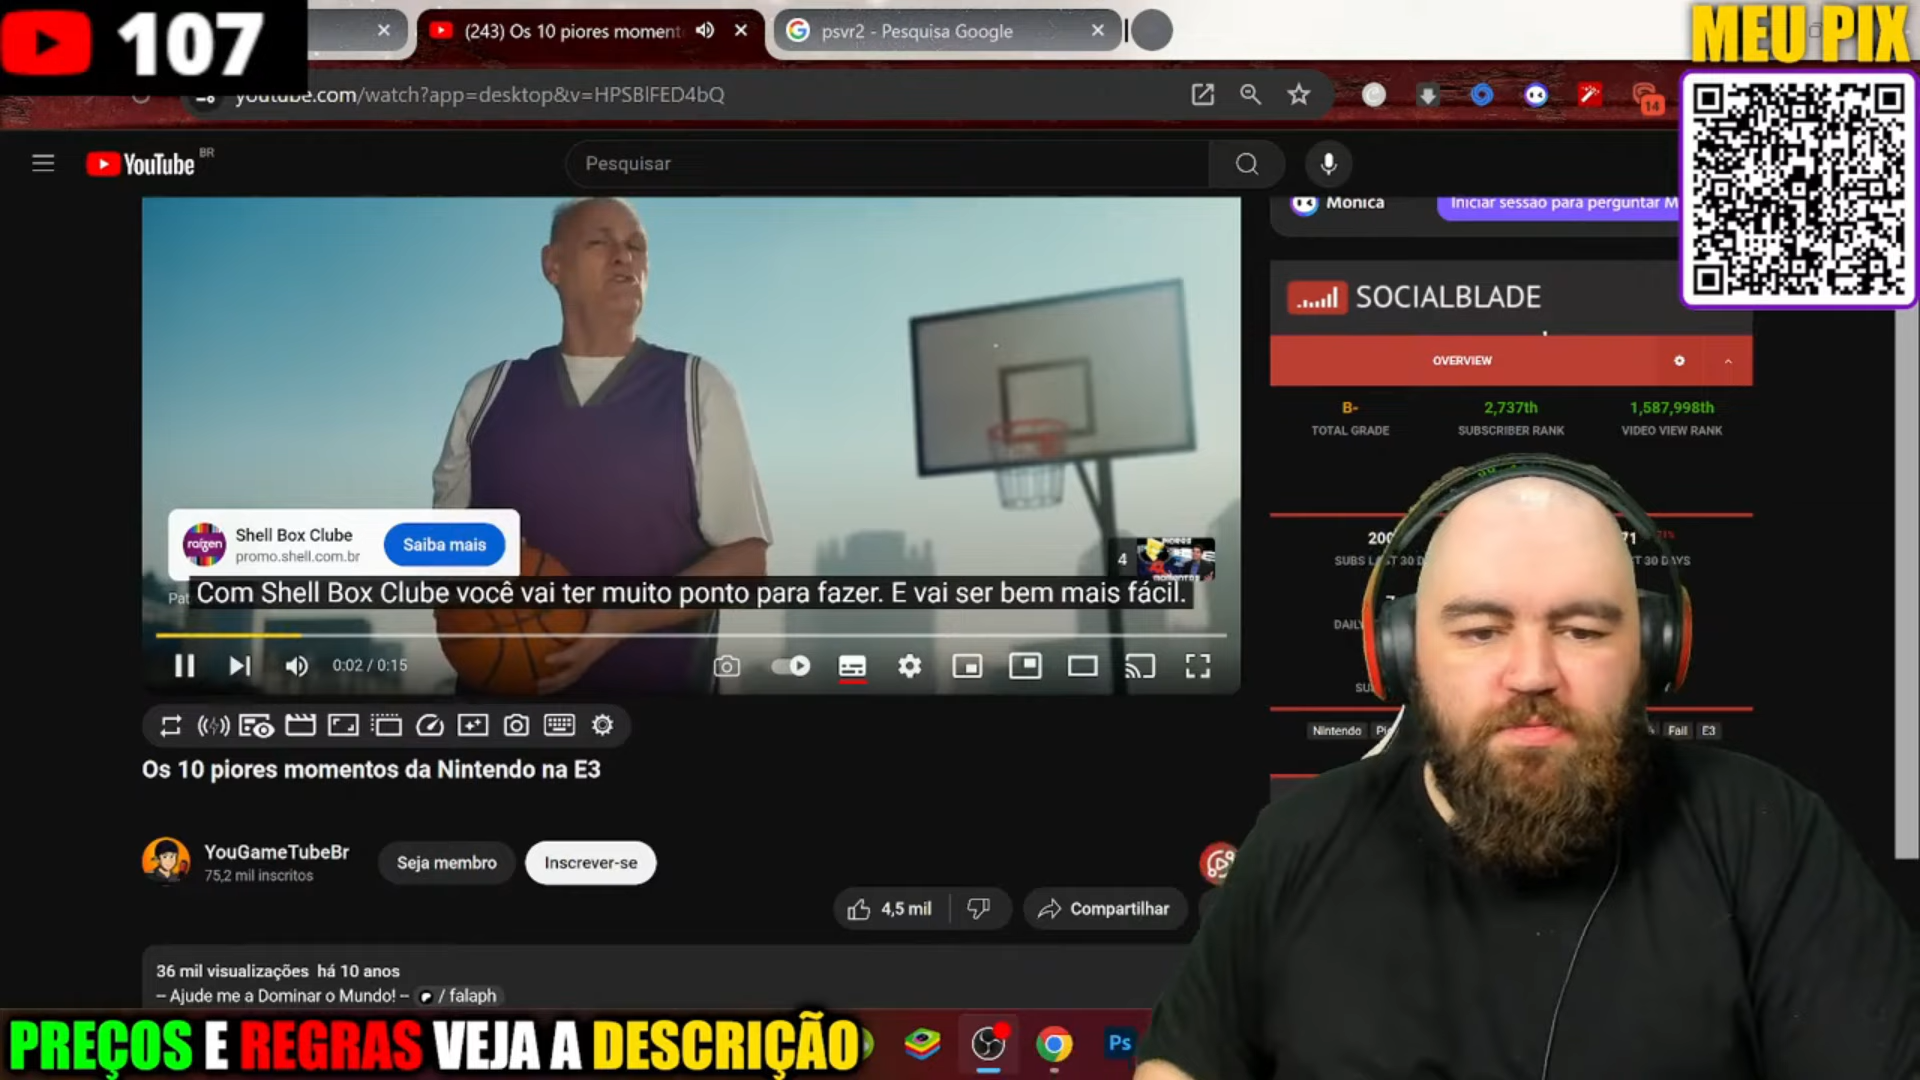 107
(243) Os 10 piores moment
psvr2 - Pesquisa Google
MEU PIX
youtube.com/watch?app=desktop&v=HPSBlFED4bQ
14
YouTube BR
Pesquisar
Monica
Iniciar sessão para perguntar M
SOCIALBLADE
OVERVIEW
B-
2,737th
1,587,998th
TOTAL GRADE
SUBSCRIBER RANK
VIDEO VIEW RANK
raízen
Shell Box Clube
promo.shell.com.br
Saiba mais
4
Com Shell Box Clube você vai ter muito ponto para fazer. E vai ser bem mais fácil.
0:02 / 0:15
Nintendo
Fail
E3
Os 10 piores momentos da Nintendo na E3
YouGameTubeBr
75,2 mil inscritos
Seja membro
Inscrever-se
4,5 mil
Compartilhar
36 mil visualizações há 10 anos
-- Ajude me a Dominar o Mundo! -- / falaph
PREÇOS E REGRAS VEJA A DESCRIÇÃO
Ps